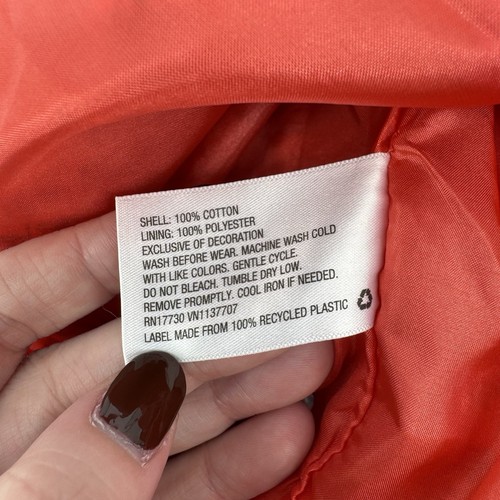 SHELL: 100% COTTON
LINING: 100% POLYESTER
EXCLUSIVE OF DECORATION
WASH BEFORE WEAR. MACHINE WASH COLD
WITH LIKE COLORS. GENTLE CYCLE.
DO NOT BLEACH. TUMBLE DRY LOW.
REMOVE PROMPTLY. COOL IRON IF NEEDED.
RN17730 VN1137707
LABEL MADE FROM 100% RECYCLED PLASTIC